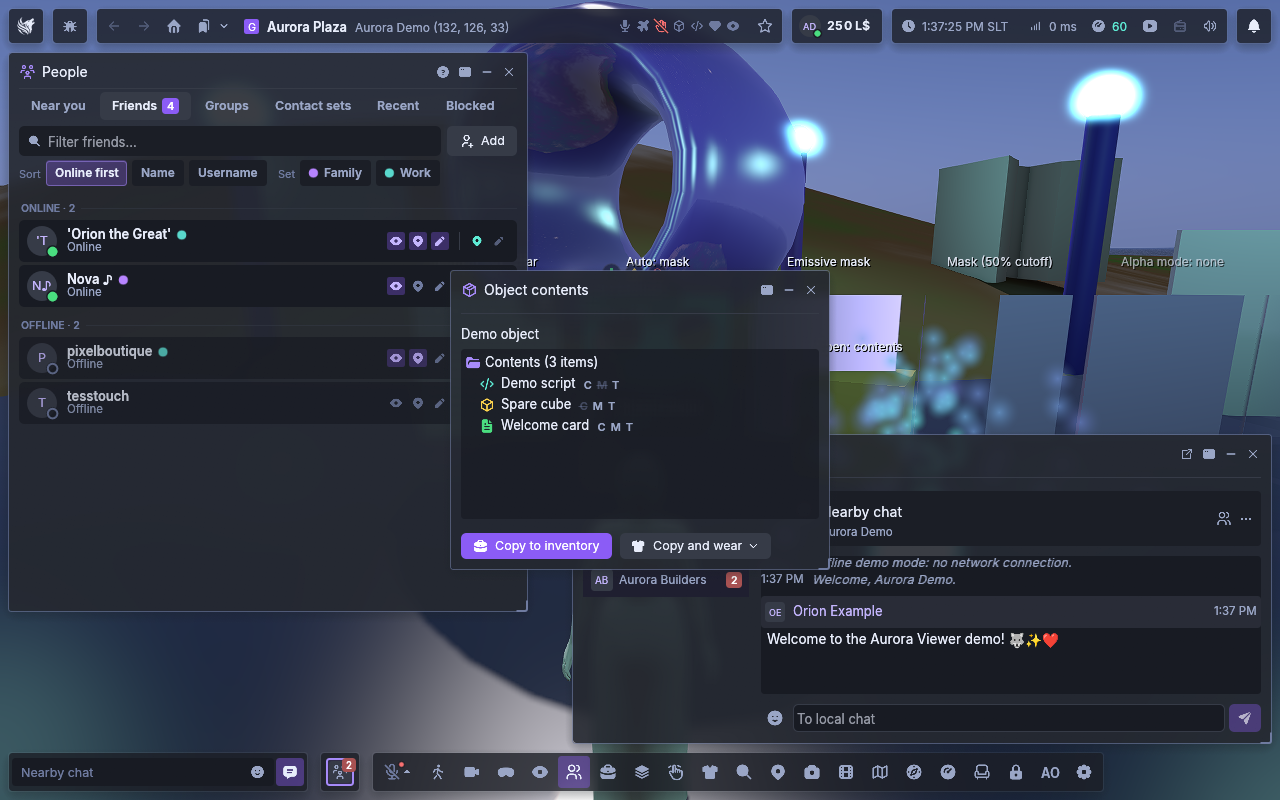 G Aurora Plaza Aurora Demo (132, 126, 33)
AD 250 L$
1:37:25 PM SLT 0 ms 60
People
Near you Friends 4 Groups Contact sets Recent Blocked
Filter friends... Add
Sort Online first Name Username Set Family Work
ONLINE · 2
'T 'Orion the Great'
Online
N♪ Nova ♪
Online
OFFLINE · 2
P pixelboutique
Offline
T tesstouch
Offline
Auto: mask
Emissive mask
Mask (50% cutoff)
Alpha mode: none
contents
Object contents
Demo object
Contents (3 items)
Demo script C M T
Spare cube C M T
Welcome card C M T
Copy to inventory Copy and wear
chat
Demo
demo mode: no network connection.
1:37 PM Welcome, Aurora Demo.
AB Aurora Builders 2
OE Orion Example 1:37 PM
Welcome to the Aurora Viewer demo! 🐺✨❤️
To local chat
Nearby chat
2
AO